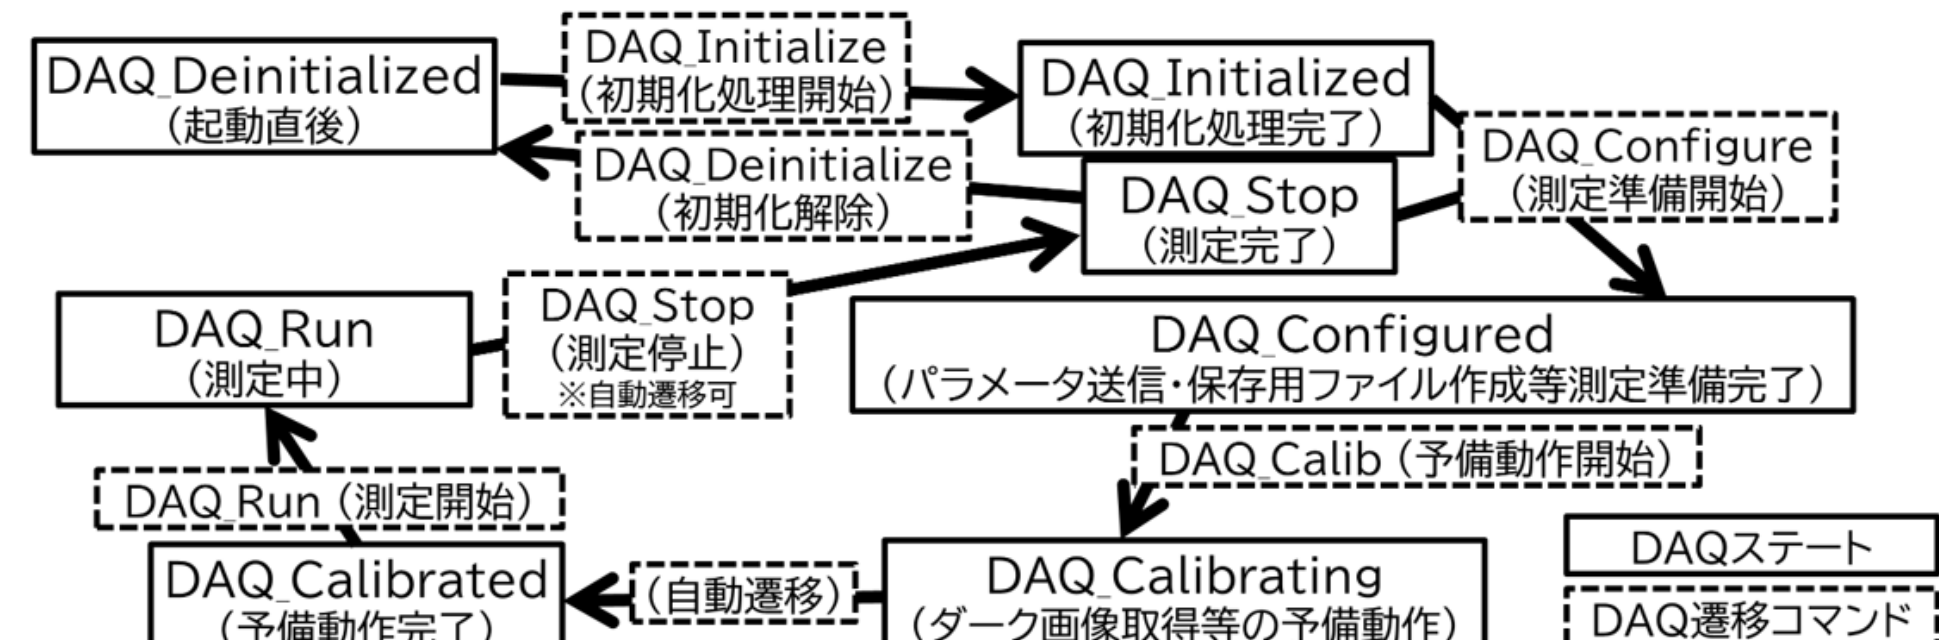 DAQ_Deinitialized
（起動直後）
DAQ_Initialize
（初期化処理開始）
DAQ_Initialized
（初期化処理完了）
DAQ_Deinitialize
（初期化解除）
DAQ_Stop
（測定完了）
DAQ_Configure
（測定準備開始）
DAQ_Run
（測定中）
DAQ_Stop
（測定停止）
※自動遷移可
DAQ_Configured
（パラメータ送信・保存用ファイル作成等測定準備完了）
DAQ_Calib（予備動作開始）
DAQ_Run（測定開始）
DAQ_Calibrated
（予備動作完了）
（自動遷移）
DAQ_Calibrating
（ダーク画像取得等の予備動作）
DAQステート
DAQ遷移コマンド